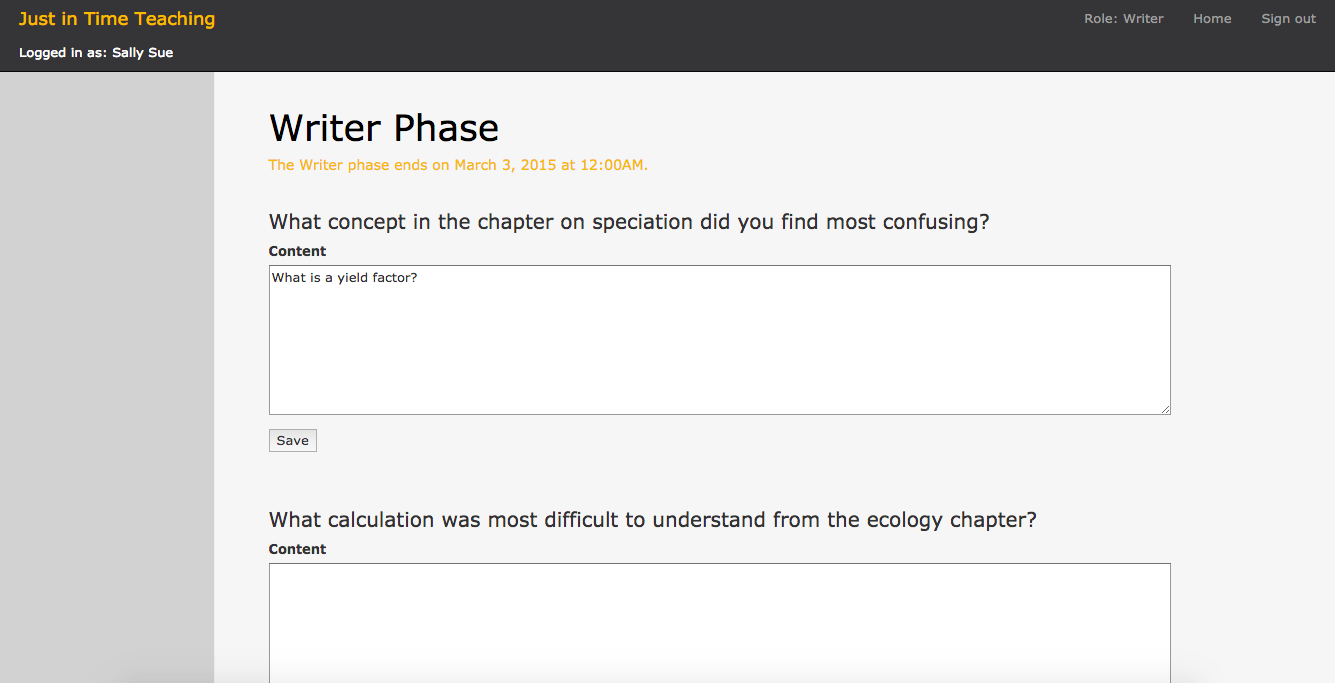 Just in Time Teaching
Role: Writer Home Sign out
Logged in as: Sally Sue
Writer Phase
The Writer phase ends on March 3, 2015 at 12:00AM.
What concept in the chapter on speciation did you find most confusing?
Content
What is a yield factor?
Save
What calculation was most difficult to understand from the ecology chapter?
Content